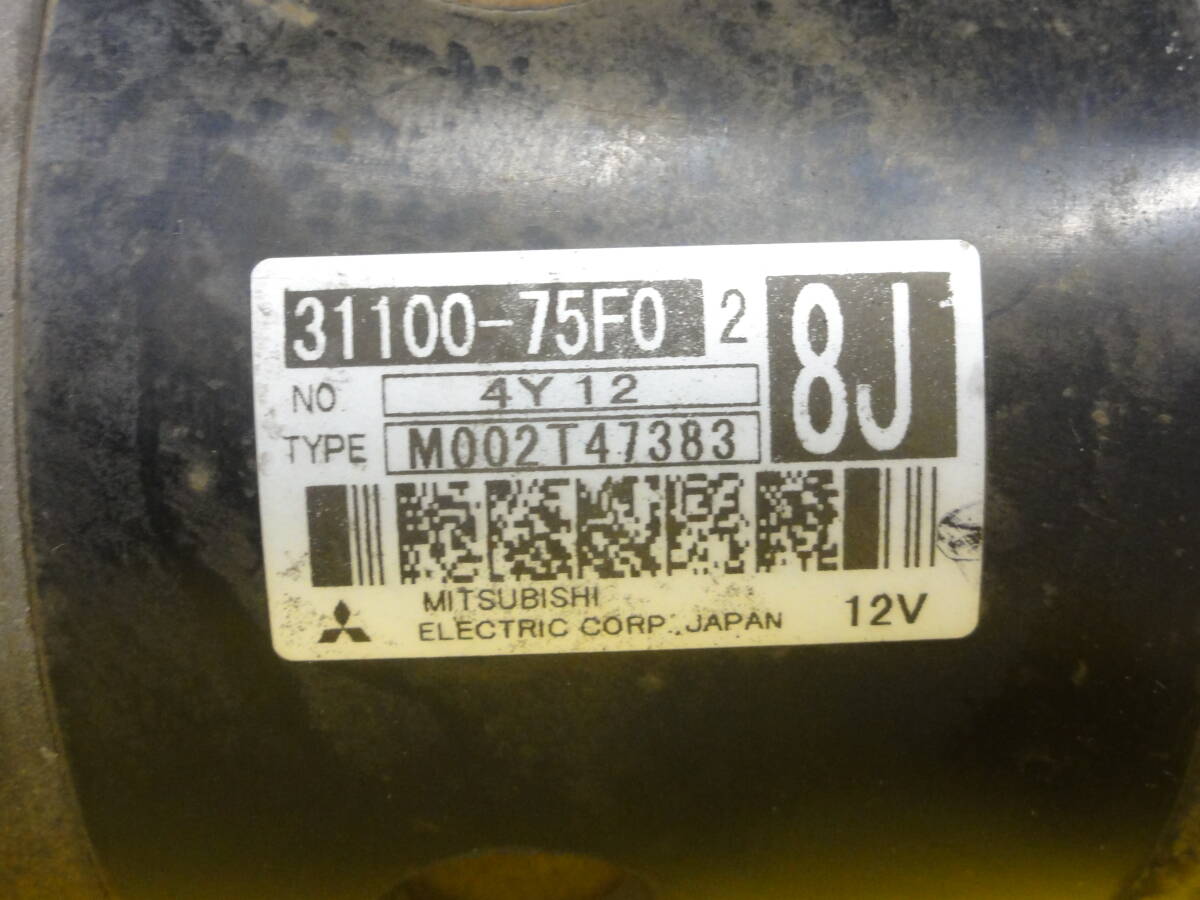 31100-75F0 2 8J
NO 4Y12
TYPE M002T47383
MITSUBISHI
ELECTRIC CORP. JAPAN 12V